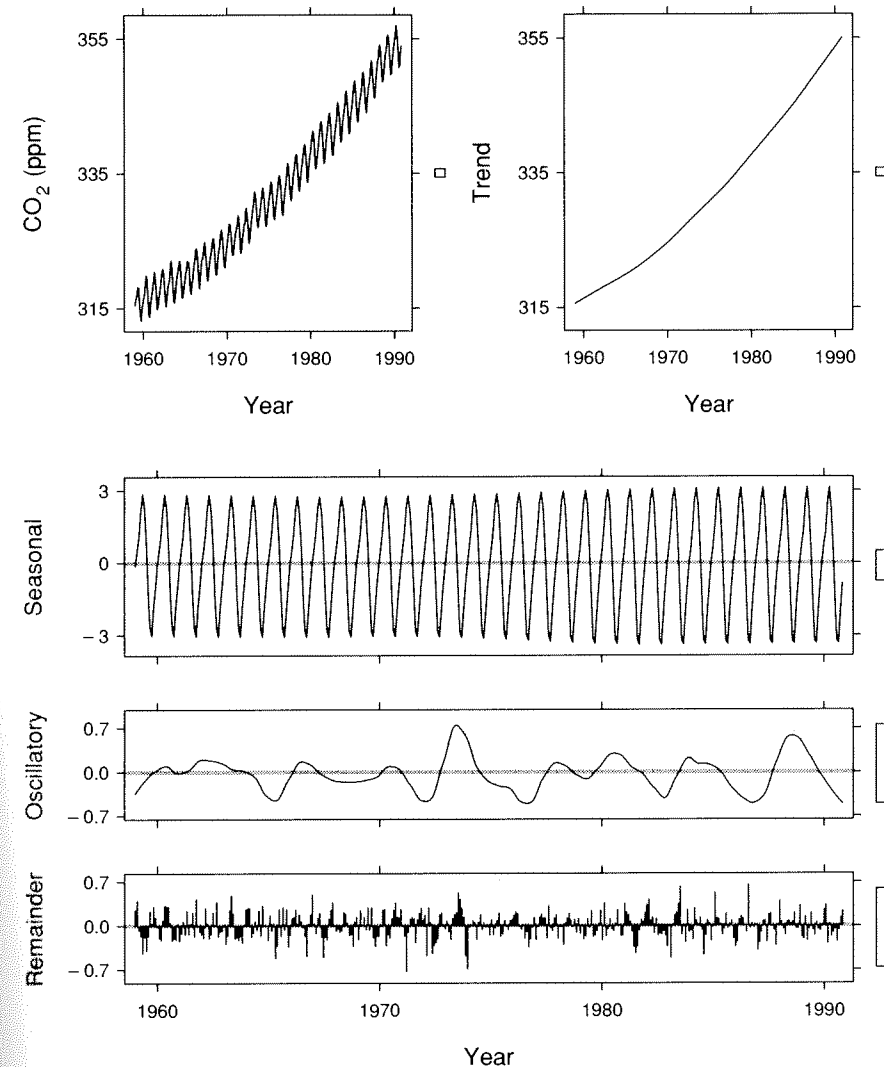 CO2 (ppm)
355
335
315
1960 1970 1980 1990
Year
Trend
355
335
315
1960 1970 1980 1990
Year
Seasonal
3
0
– 3
Oscillatory
0.7
0.0
– 0.7
Remainder
0.7
0.0
– 0.7
1960 1970 1980 1990
Year